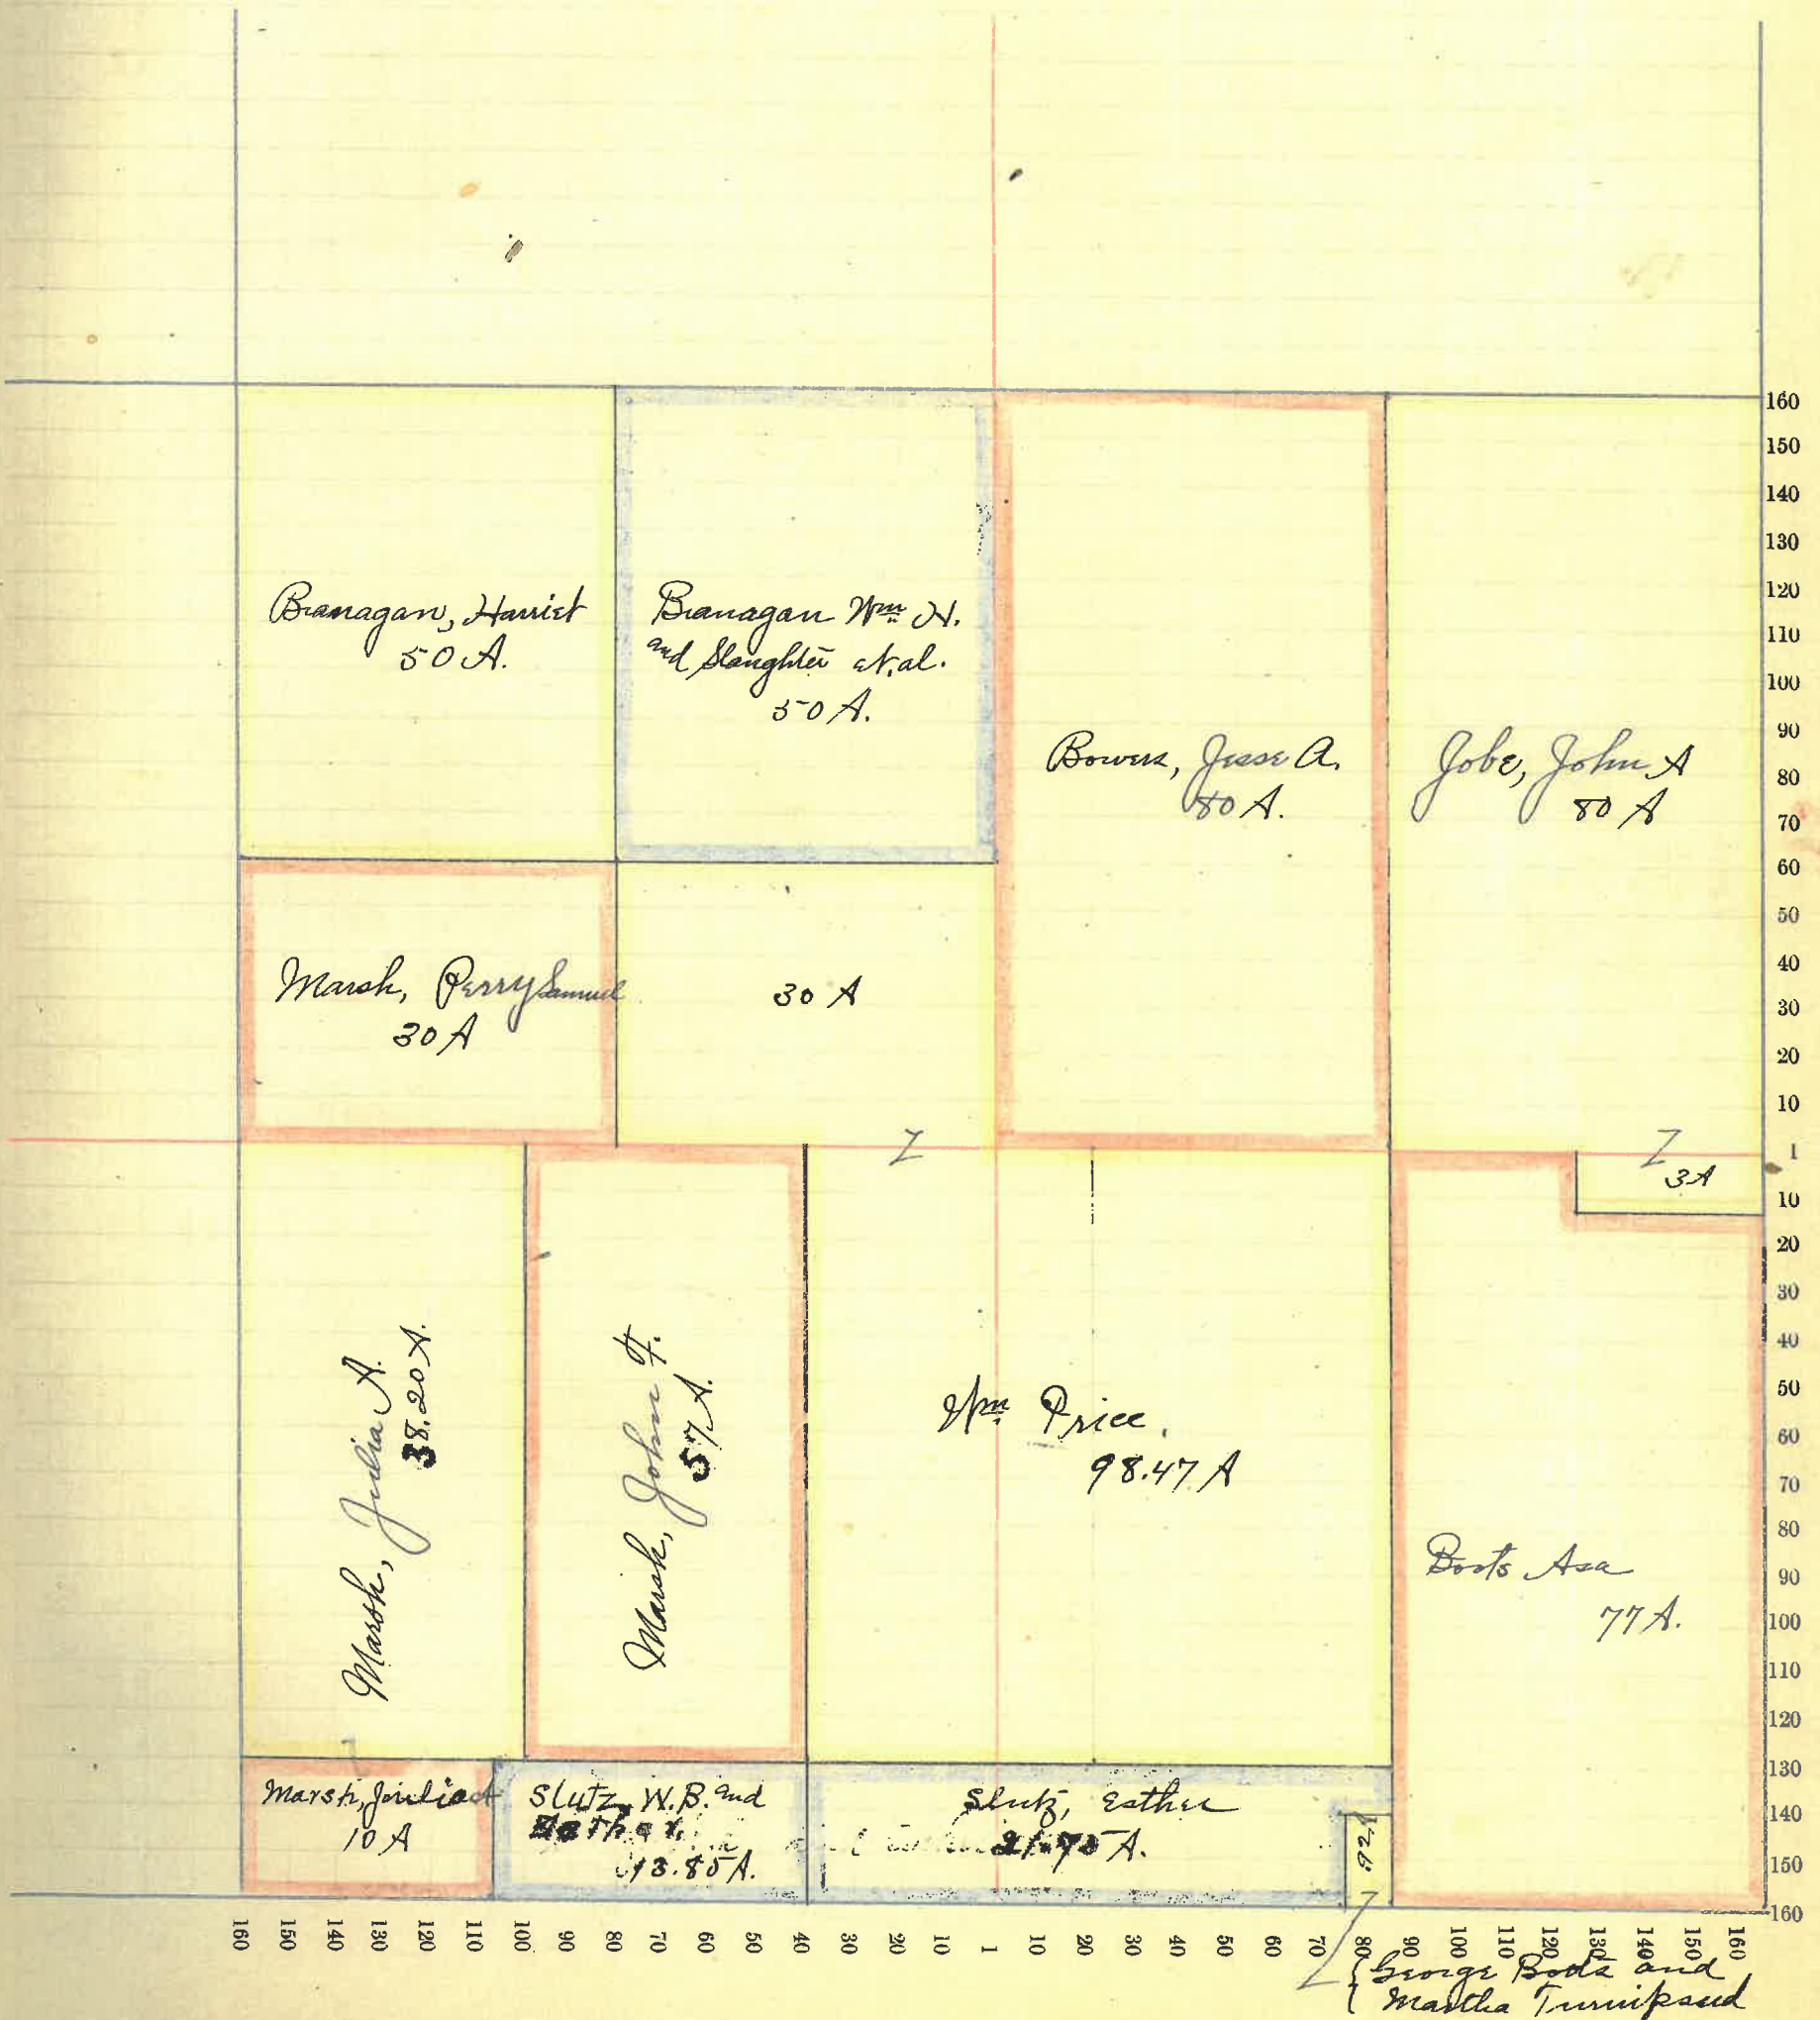 Branagan, Harriet
50 A.
Branagan Wm H.
and Slaughter et.al.
50 A.
Bowers, Jesse A.
80 A.
Jobe, John A
80 A
Marsh, Perry Samuel
30 A
30 A
Z
Z
3A
Marsh, Julia A.
38.20 A.
Marsh, John F.
57 A.
Wm Price.
98.47 A
Boots Asa
77 A.
Marsh, Julia A
10 A
Slutz, W.B. and
Esther
13.85 A.
Slutz, Esther
21.75 A.
.92
160
150
140
130
120
110
100
90
80
70
60
50
40
30
20
10
1
10
20
30
40
50
60
70
80
90
100
110
120
130
140
150
160
160 150 140 130 120 110 100 90 80 70 60 50 40 30 20 10 1 10 20 30 40 50 60 70 80 90 100 110 120 130 140 150 160
George Boots and
Martha Turnipseed